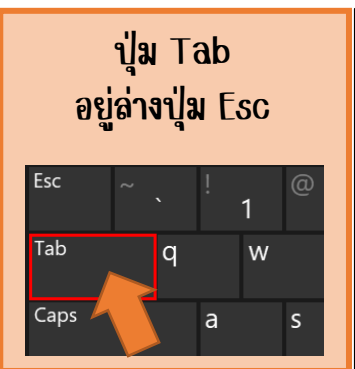 ปุ่ม Tab
อยู่ล่างปุ่ม Esc
Esc ~ ` ! 1 @
Tab q w
Caps a s